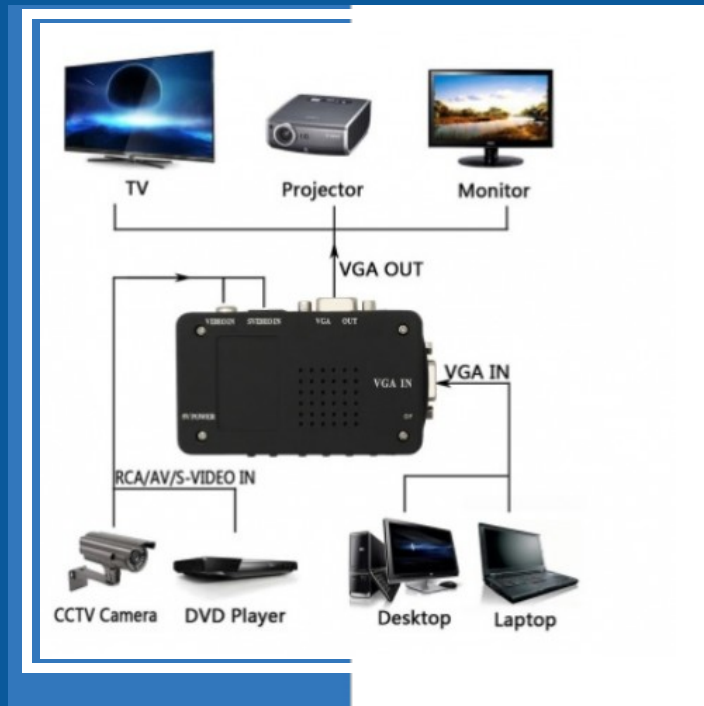 TV
Projector
Monitor
VGA OUT
VIDEO IN
SVIDEO IN
VGA OUT
VGA IN
VGA IN
9V POWER
RCA/AV/S-VIDEO IN
CCTV Camera
DVD Player
Desktop
Laptop